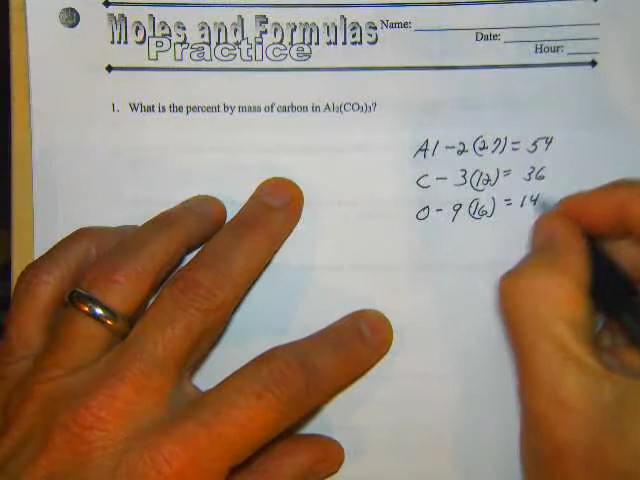 Moles and Formulas
Practice
Name:
Date:
Hour:
1. What is the percent by mass of carbon in Al₂(CO₃)₃?
Al - 2(27) = 54
C - 3(12) = 36
O - 9(16) = 14